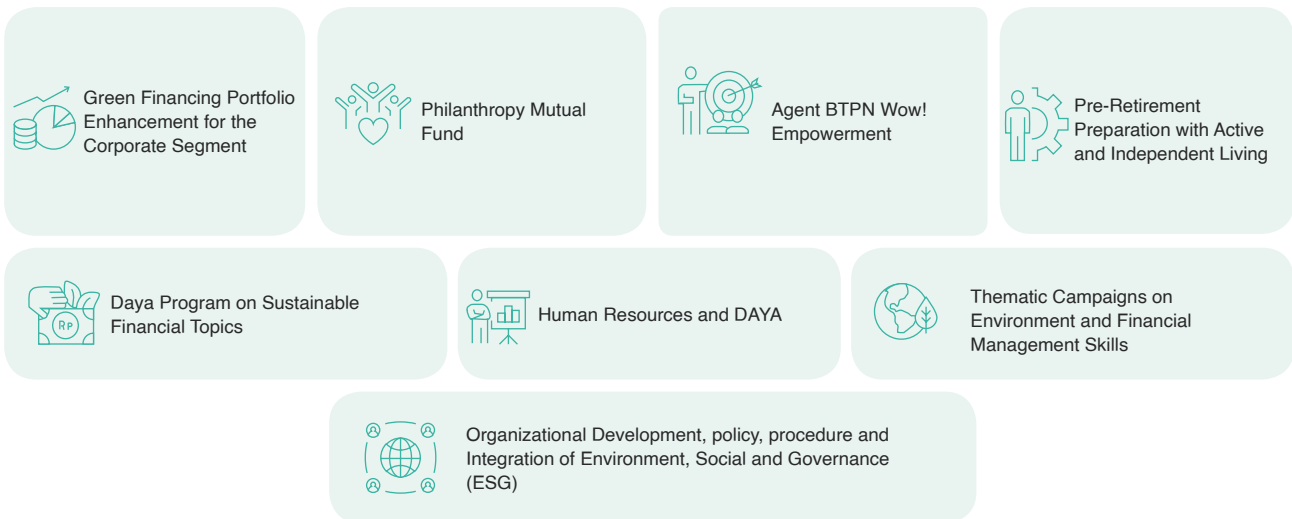 Green Financing Portfolio
Enhancement for the
Corporate Segment
Philanthropy Mutual
Fund
Agent BTPN Wow!
Empowerment
Pre-Retirement
Preparation with Active
and Independent Living
Daya Program on Sustainable
Financial Topics
RP
Human Resources and DAYA
Thematic Campaigns on
Environment and Financial
Management Skills
Organizational Development, policy, procedure and
Integration of Environment, Social and Governance
(ESG)